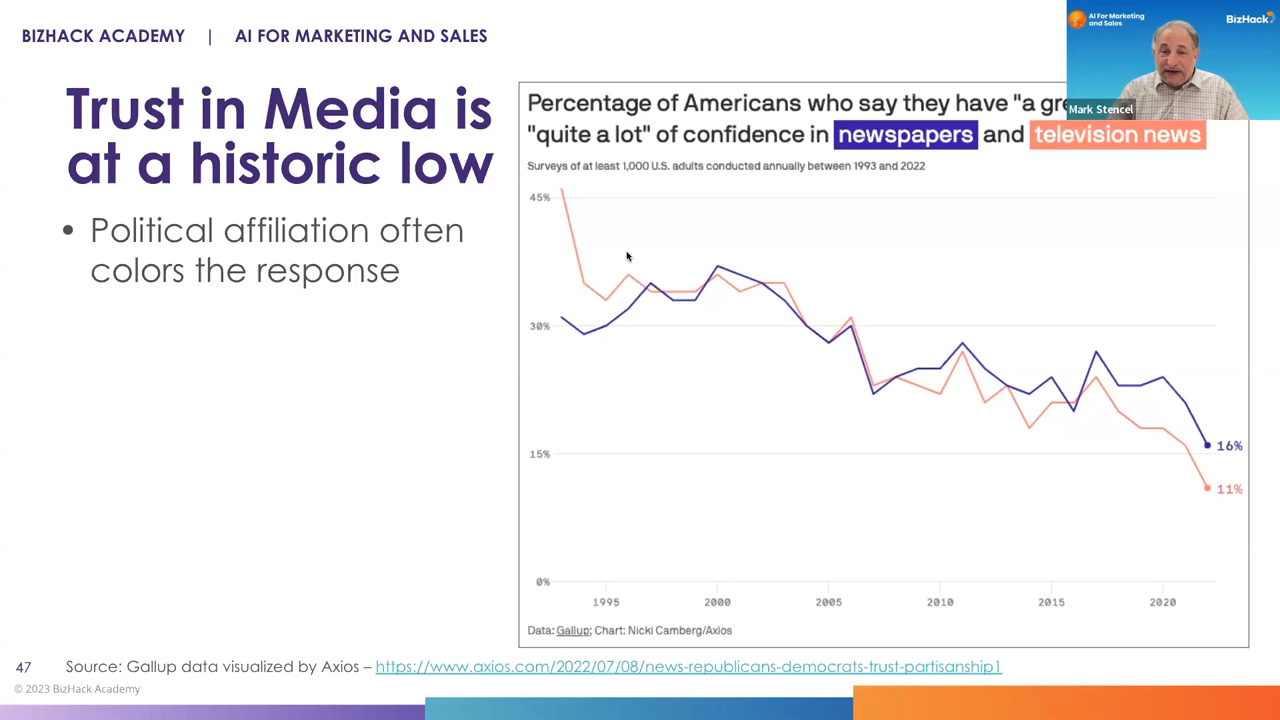 BIZHACK ACADEMY | AI FOR MARKETING AND SALES
AI For Marketing
and Sales
BizHack
Mark Stencel
Trust in Media is
at a historic low
• Political affiliation often
colors the response
Percentage of Americans who say they have "a
"quite a lot" of confidence in newspapers and television news
Surveys of at least 1,000 U.S. adults conducted annually between 1993 and 2022
45%
30%
15%
0%
16%
11%
1995 2000 2005 2010 2015 2020
Data: Gallup; Chart: Nicki Camberg/Axios
47 Source: Gallup data visualized by Axios – https://www.axios.com/2022/07/08/news-republicans-democrats-trust-partisanship1
© 2023 BizHack Academy